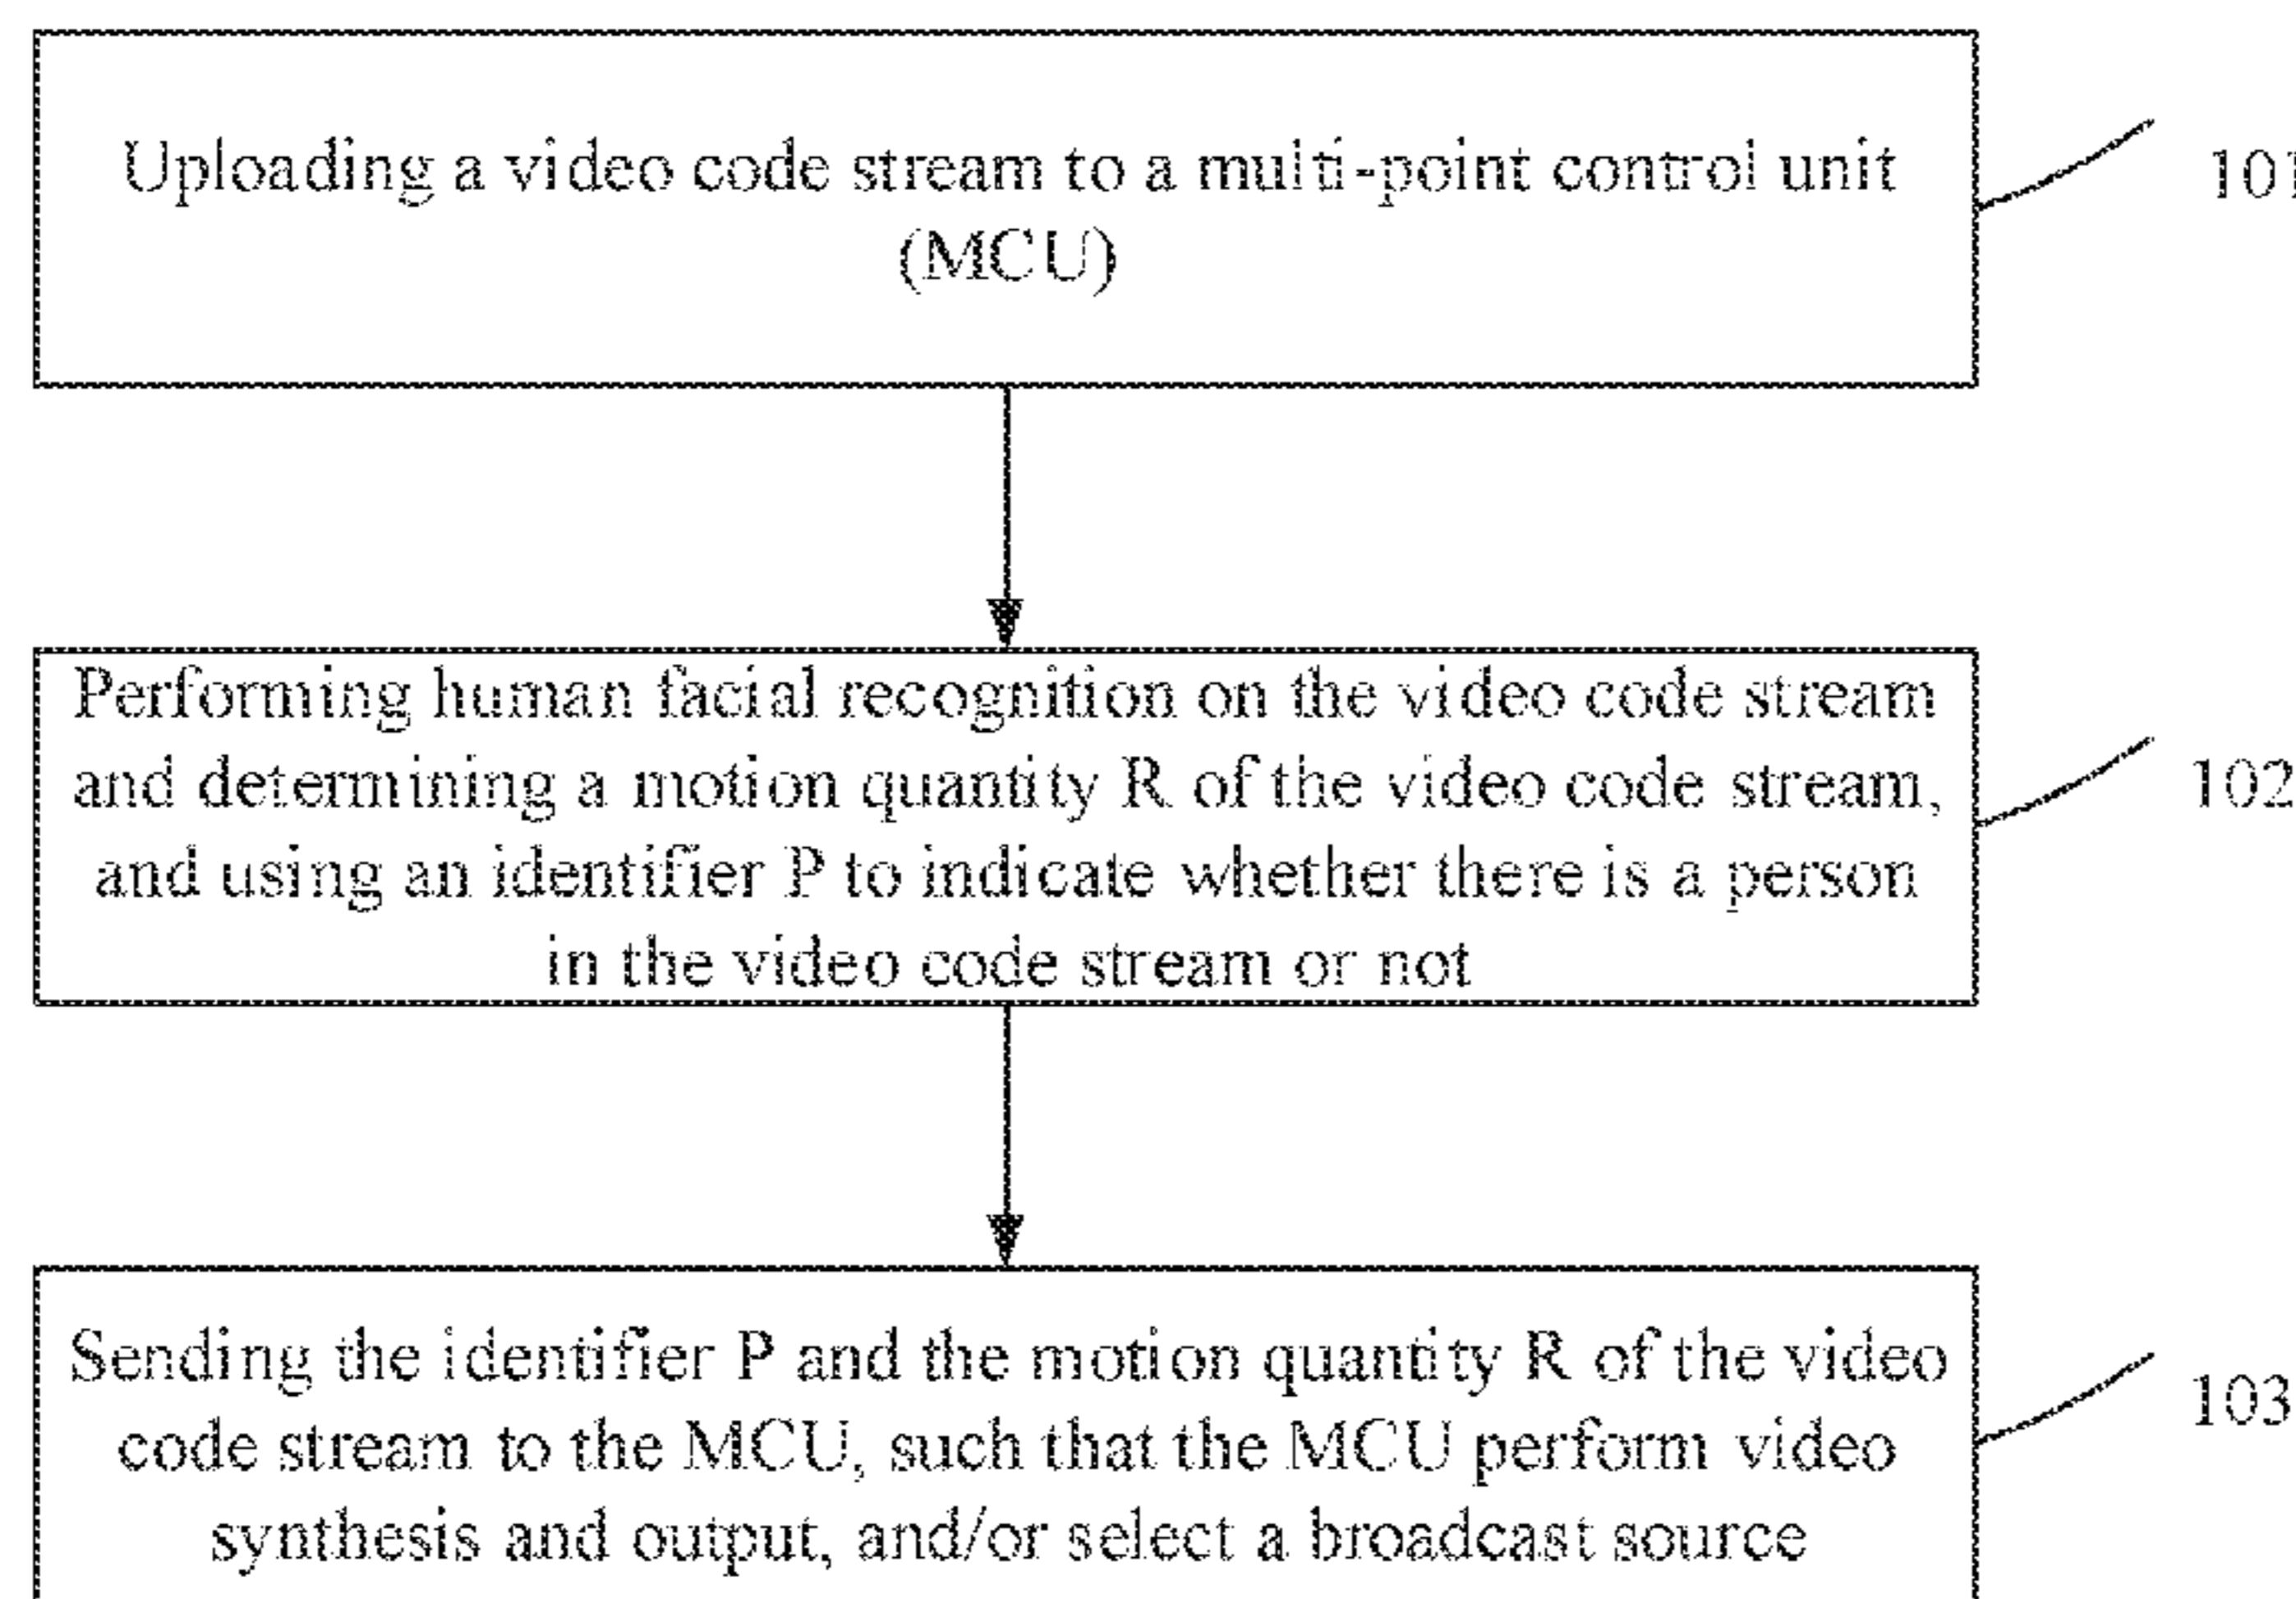 Uploading a video code stream to a multi-point control unit
(MCU)
101
Performing human facial recognition on the video code stream
and determining a motion quantity R of the video code stream,
and using an identifier P to indicate whether there is a person
in the video code stream or not
102
Sending the identifier P and the motion quantity R of the video
code stream to the MCU, such that the MCU perform video
synthesis and output, and/or select a broadcast source
103